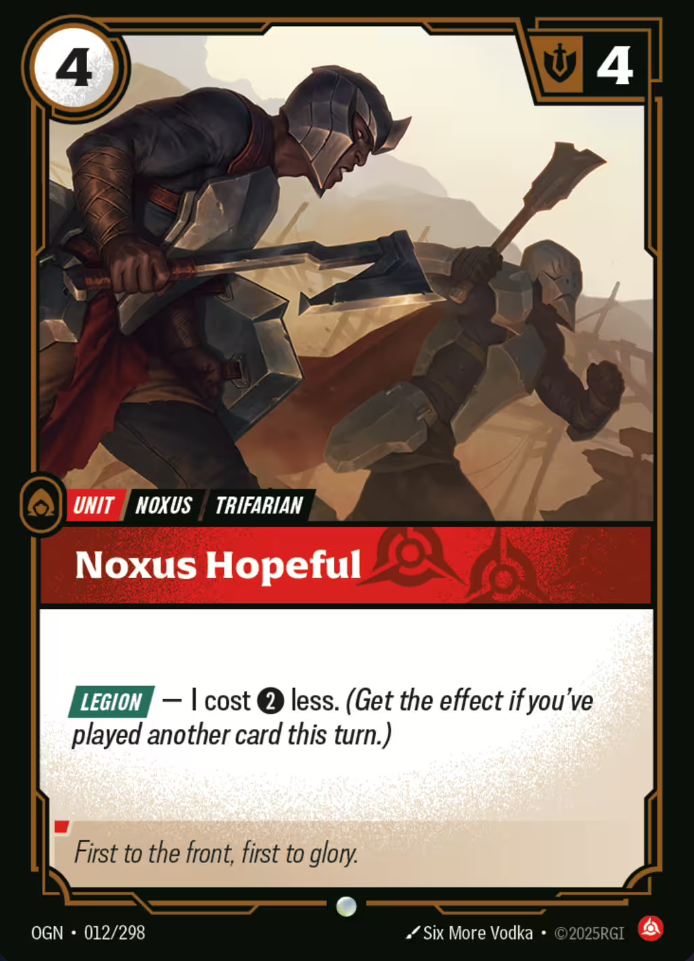 4
4
UNIT NOXUS TRIFARIAN
Noxus Hopeful
LEGION — I cost 2 less. (Get the effect if you've
played another card this turn.)
First to the front, first to glory.
OGN • 012/298 Six More Vodka • ©2025RGI